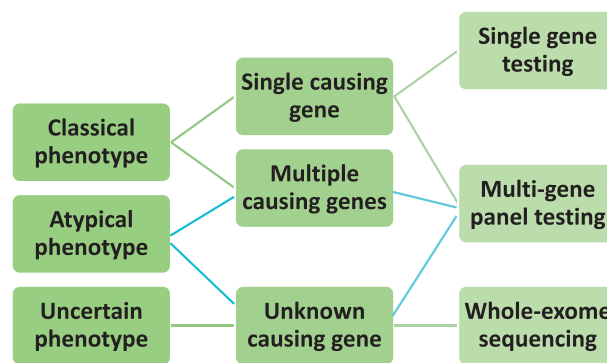 Classical
phenotype
Atypical
phenotype
Uncertain
phenotype
Single causing
gene
Multiple
causing genes
Unknown
causing gene
Single gene
testing
Multi-gene
panel testing
Whole-exome
sequencing